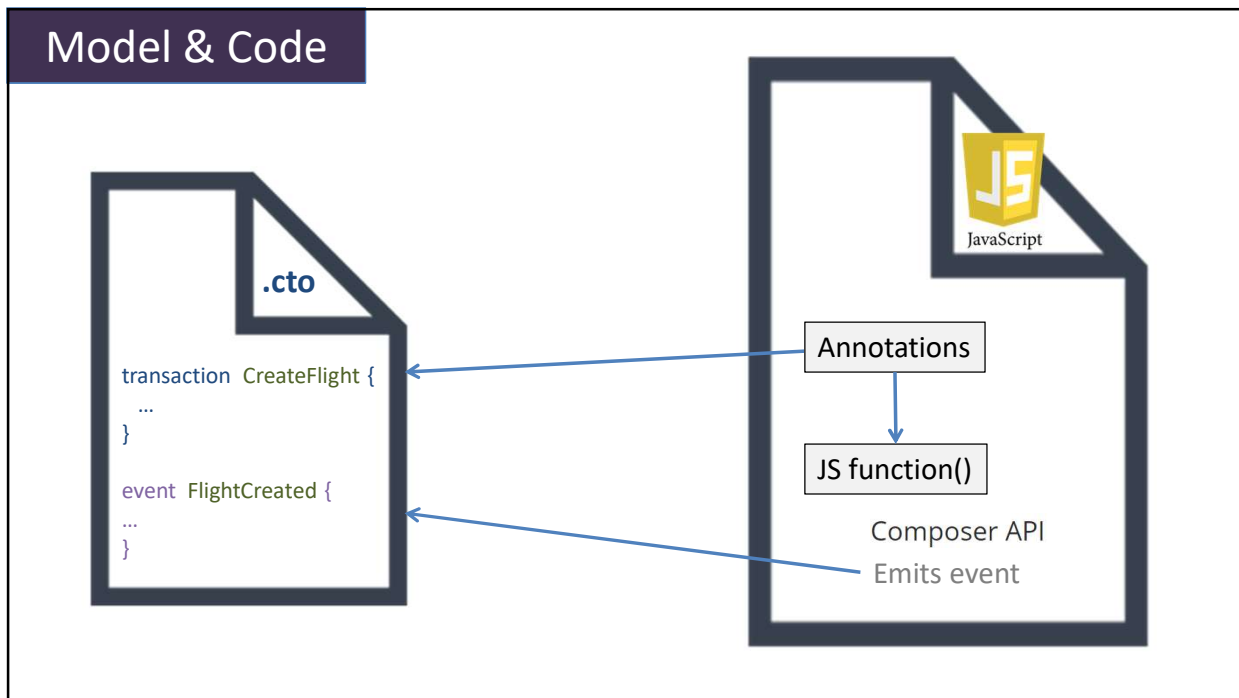 Model & Code
.cto
transaction CreateFlight {
...
}
event FlightCreated {
...
}
JS
JavaScript
Annotations
JS function()
Composer API
Emits event